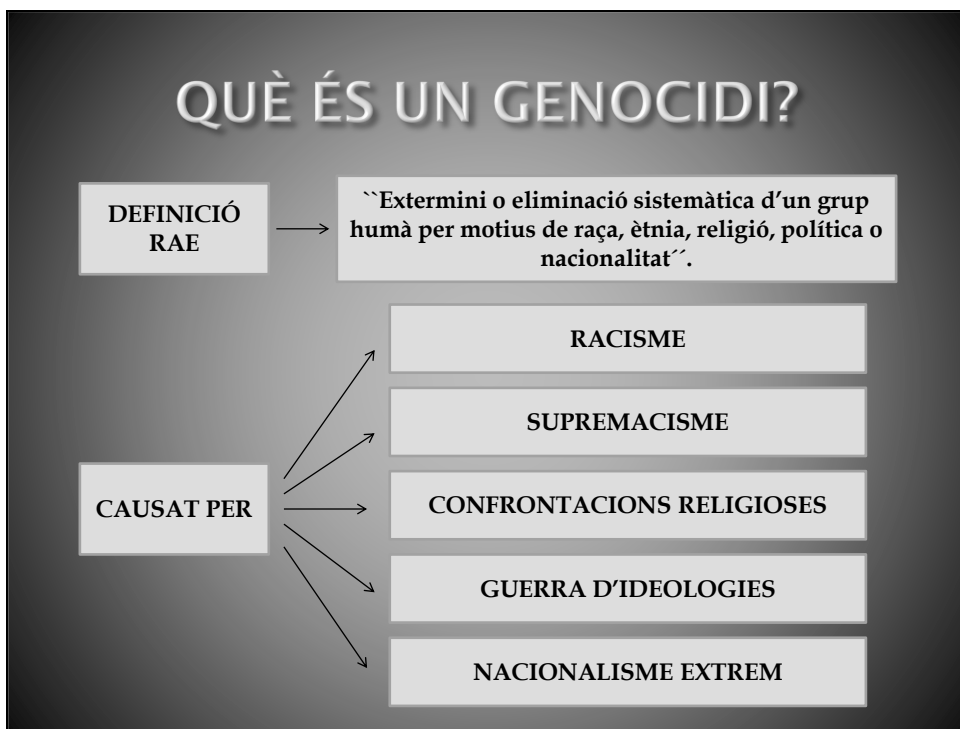 QUÈ ÉS UN GENOCIDI?
DEFINICIÓ
RAE
``Extermini o eliminació sistemàtica d’un grup
humà per motius de raça, ètnia, religió, política o
nacionalitat´´.
CAUSAT PER
RACISME
SUPREMACISME
CONFRONTACIONS RELIGIOSES
GUERRA D’IDEOLOGIES
NACIONALISME EXTREM